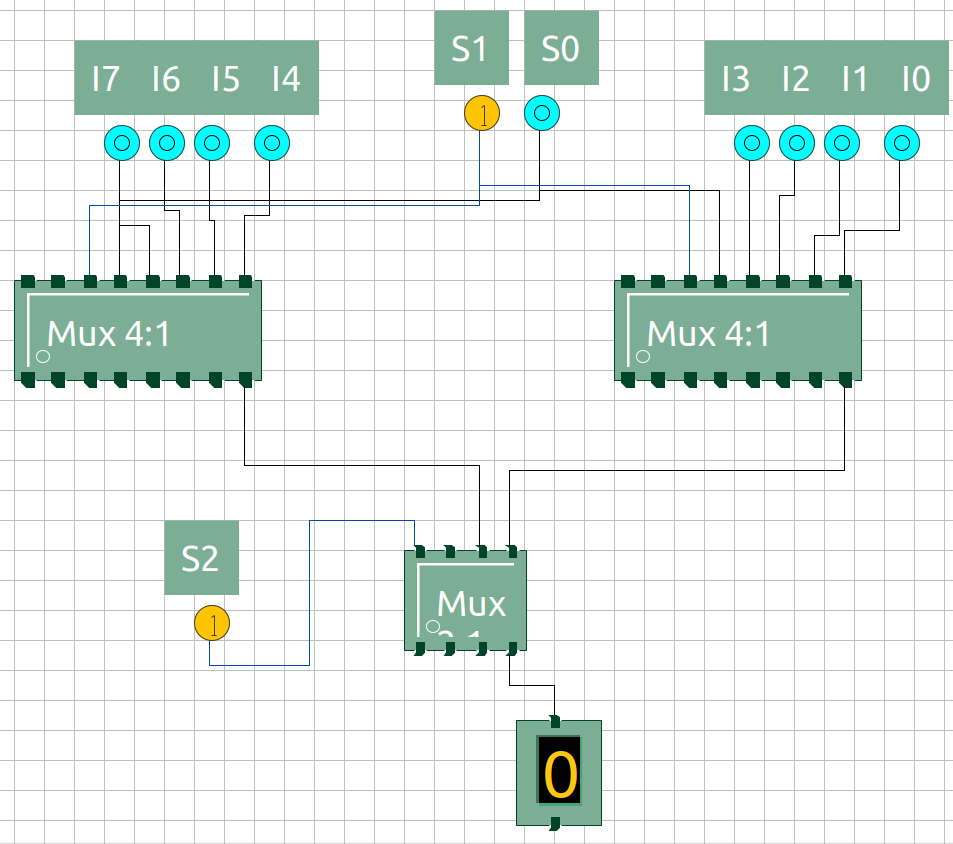 S1 S0
I7 I6 I5 I4
I3 I2 I1 I0
1
Mux 4:1
Mux 4:1
S2
1
Mux
0